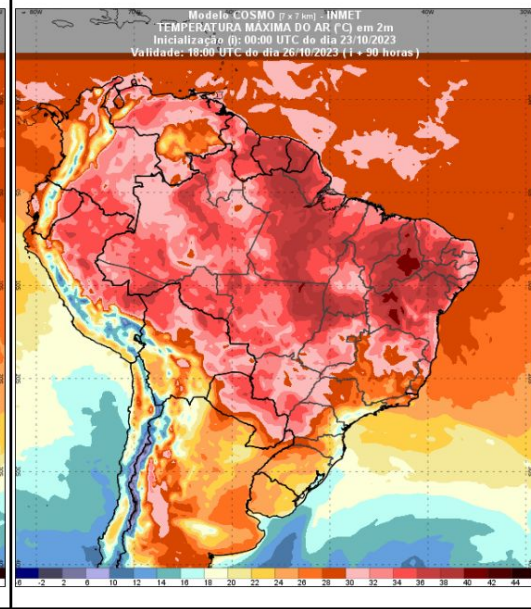 Modelo COSMO [7 x 7 km] - INMET
TEMPERATURA MÁXIMA DO AR (°C) em 2m
Inicialização (i): 00:00 UTC do dia 23/10/2023
Validade: 18:00 UTC do dia 26/10/2023 ( i + 90 horas )
-6 -2 2 6 10 12 14 16 18 20 22 24 26 28 30 32 34 36 38 40 42 44